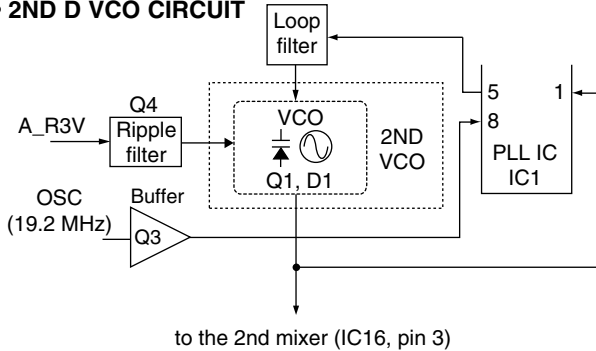 • 2ND D VCO CIRCUIT
Loop
filter
Q4
A_R3V
Ripple
filter
VCO
Q1, D1
2ND
VCO
5
1
8
PLL IC
IC1
OSC
(19.2 MHz)
Buffer
Q3
to the 2nd mixer (IC16, pin 3)